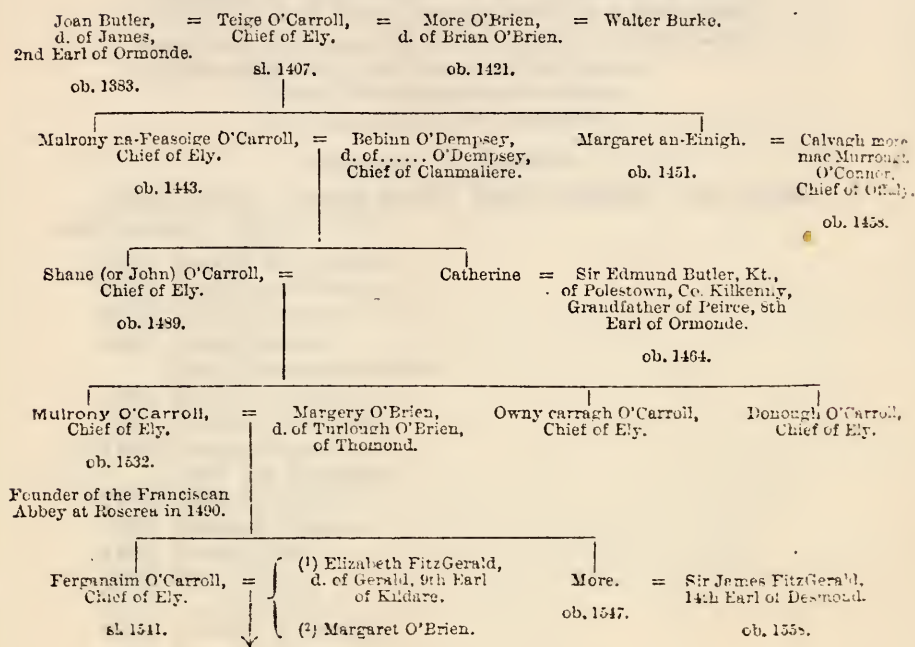 Joan Butler, = Teige O'Carroll, = More O'Brien, = Walter Burke.
d. of James, Chief of Ely. d. of Brian O'Brien.
2nd Earl of Ormonde.
ob. 1383. sl. 1407. ob. 1421.
Mulrony na-Feasoige O'Carroll, = Bebinn O'Dempsey, Margaret an-Einigh. = Calvagh more
Chief of Ely. d. of...... O'Dempsey, mac Murrough
Chief of Clanmaliere. O'Connor,
Chief of Offaly.
ob. 1443. ob. 1451.
ob. 1458.
Shane (or John) O'Carroll, = Catherine = Sir Edmund Butler, Kt.,
Chief of Ely. of Polestown, Co. Kilkenny,
Grandfather of Peirce, 8th
Earl of Ormonde.
ob. 1489.
ob. 1464.
Mulrony O'Carroll, = Margery O'Brien, Owny carragh O'Carroll, Donough O'Carroll,
Chief of Ely. d. of Turlough O'Brien, Chief of Ely. Chief of Ely.
of Thomond.
ob. 1532.
Founder of the Franciscan
Abbey at Roscrea in 1490.
Ferganaim O'Carroll, = (1) Elizabeth FitzGerald, More. = Sir James FitzGerald,
Chief of Ely. d. of Gerald, 9th Earl 14th Earl of Desmond.
of Kildare.
ob. 1547.
sl. 1541. (2) Margaret O'Brien. ob. 1558.